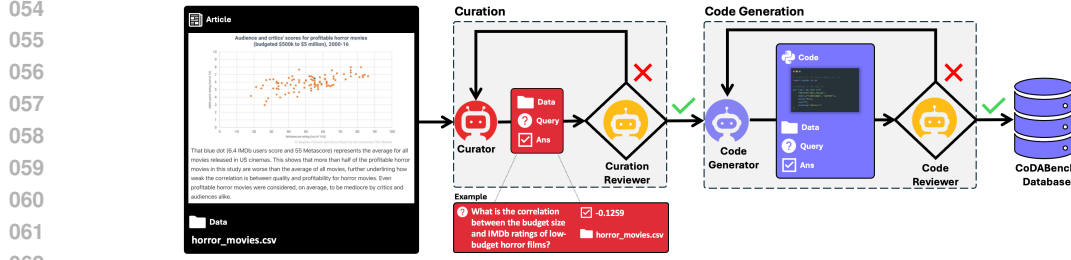 054
055
056
057
058
059
060
061
Article
Audience and critics' scores for profitable horror movies
(budgeted $500k to $5 million), 2000-16
That blue dot (6.4 IMDb users score and 55 Metascore) represents the average for all
movies released in US cinemas. This shows that more than half of the profitable horror
movies in this study are worse than the average of all movies, further underlining how
weak the correlation is between quality and profitability for horror movies. Even
profitable horror movies were considered, on average, to be mediocre by critics and
audiences alike.
Data
horror_movies.csv
Curation
Curator
Data
Query
Ans
Curation
Reviewer
Example
What is the correlation
between the budget size
and IMDb ratings of low-
budget horror films?
-0.1259
horror_movies.csv
Code Generation
Code
Generator
Code
Data
Query
Ans
Code
Reviewer
CoDABench
Database